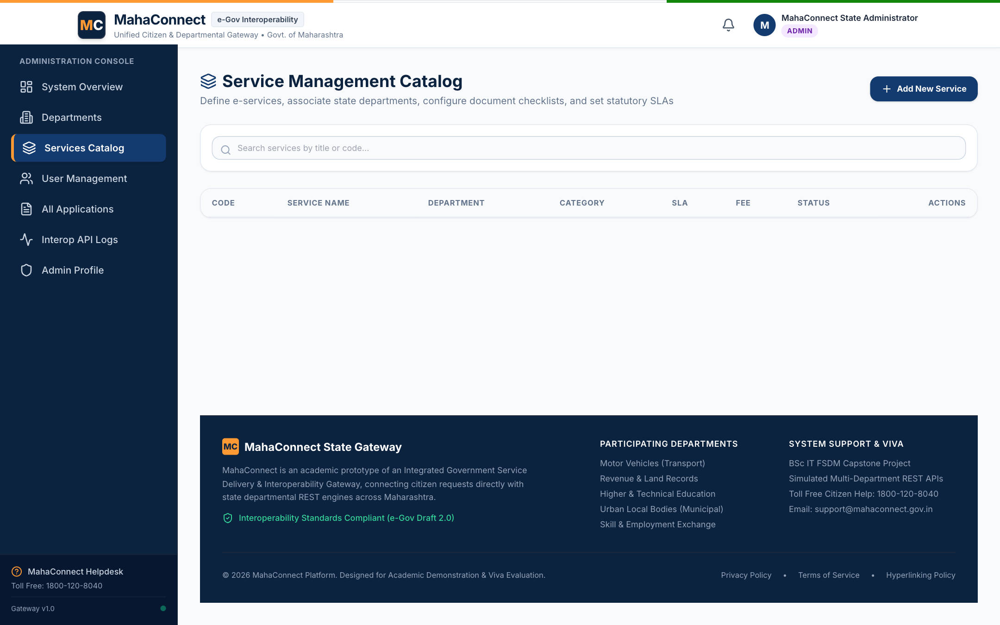 MC
MahaConnect
e-Gov Interoperability
Unified Citizen & Departmental Gateway • Govt. of Maharashtra
M
MahaConnect State Administrator
ADMIN
ADMINISTRATION CONSOLE
System Overview
Departments
Services Catalog
User Management
All Applications
Interop API Logs
Admin Profile
MahaConnect Helpdesk
Toll Free: 1800-120-8040
Gateway v1.0
Service Management Catalog
Define e-services, associate state departments, configure document checklists, and set statutory SLAs
Add New Service
Search services by title or code...
CODE SERVICE NAME DEPARTMENT CATEGORY SLA FEE STATUS ACTIONS
MC
MahaConnect State Gateway
MahaConnect is an academic prototype of an Integrated Government Service
Delivery & Interoperability Gateway, connecting citizen requests directly with
state departmental REST engines across Maharashtra.
Interoperability Standards Compliant (e-Gov Draft 2.0)
PARTICIPATING DEPARTMENTS
Motor Vehicles (Transport)
Revenue & Land Records
Higher & Technical Education
Urban Local Bodies (Municipal)
Skill & Employment Exchange
SYSTEM SUPPORT & VIVA
BSc IT FSDM Capstone Project
Simulated Multi-Department REST APIs
Toll Free Citizen Help: 1800-120-8040
Email: support@mahaconnect.gov.in
© 2026 MahaConnect Platform. Designed for Academic Demonstration & Viva Evaluation.
Privacy Policy • Terms of Service • Hyperlinking Policy